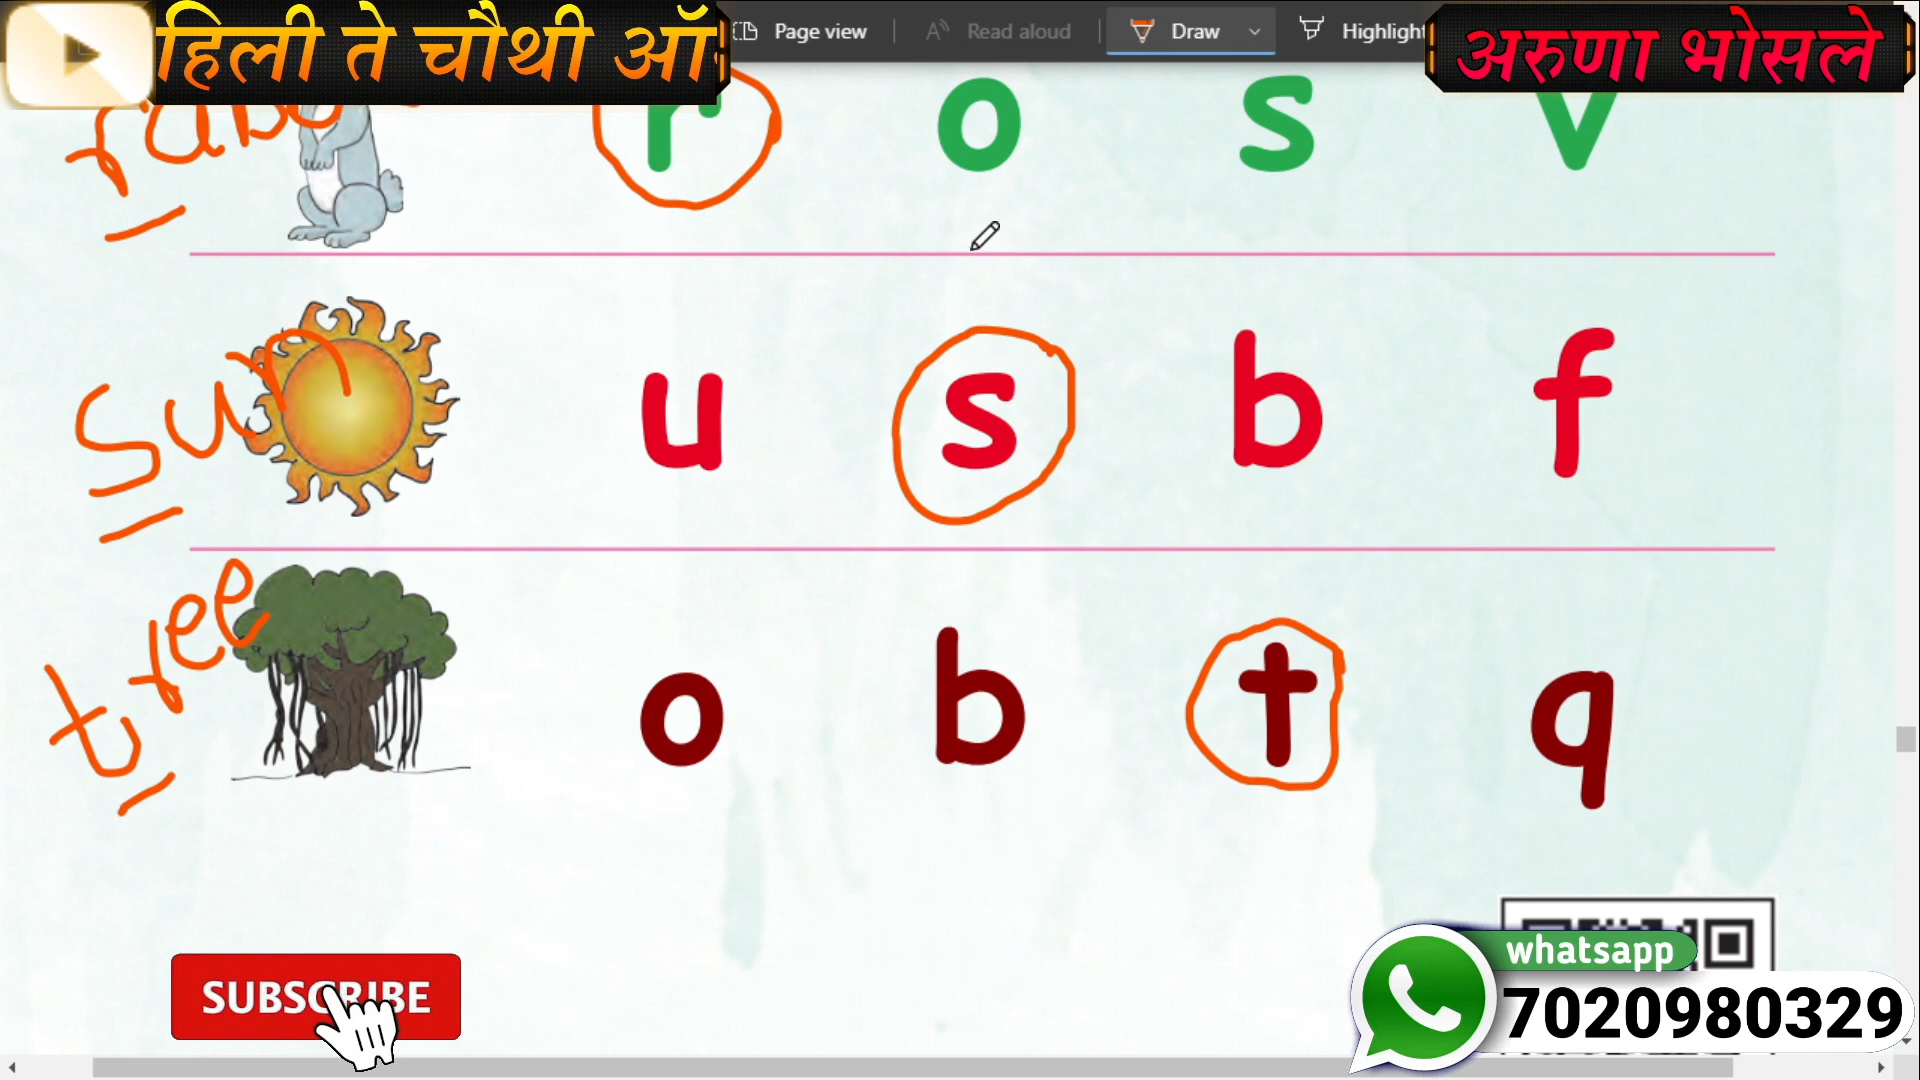 हिली ते चौथी ऑ
Page view
Read aloud
Draw
Highlight
अरुणा भोसले
r o s v
sun
u s b f
tree
o b t q
SUBSCRIBE
whatsapp
7020980329